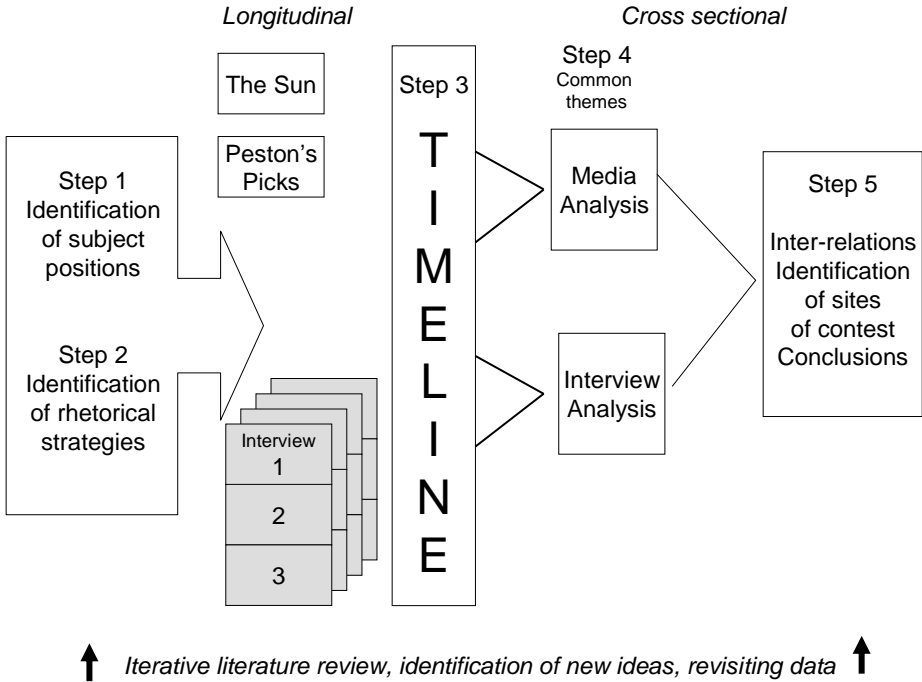 Longitudinal
Cross sectional
The Sun
Peston's
Picks
Step 1
Identification
of subject
positions
Step 2
Identification
of rhetorical
strategies
Interview
1
2
3
Step 3
T
I
M
E
L
I
N
E
Step 4
Common
themes
Media
Analysis
Interview
Analysis
Step 5
Inter-relations
Identification
of sites
of contest
Conclusions
Iterative literature review, identification of new ideas, revisiting data